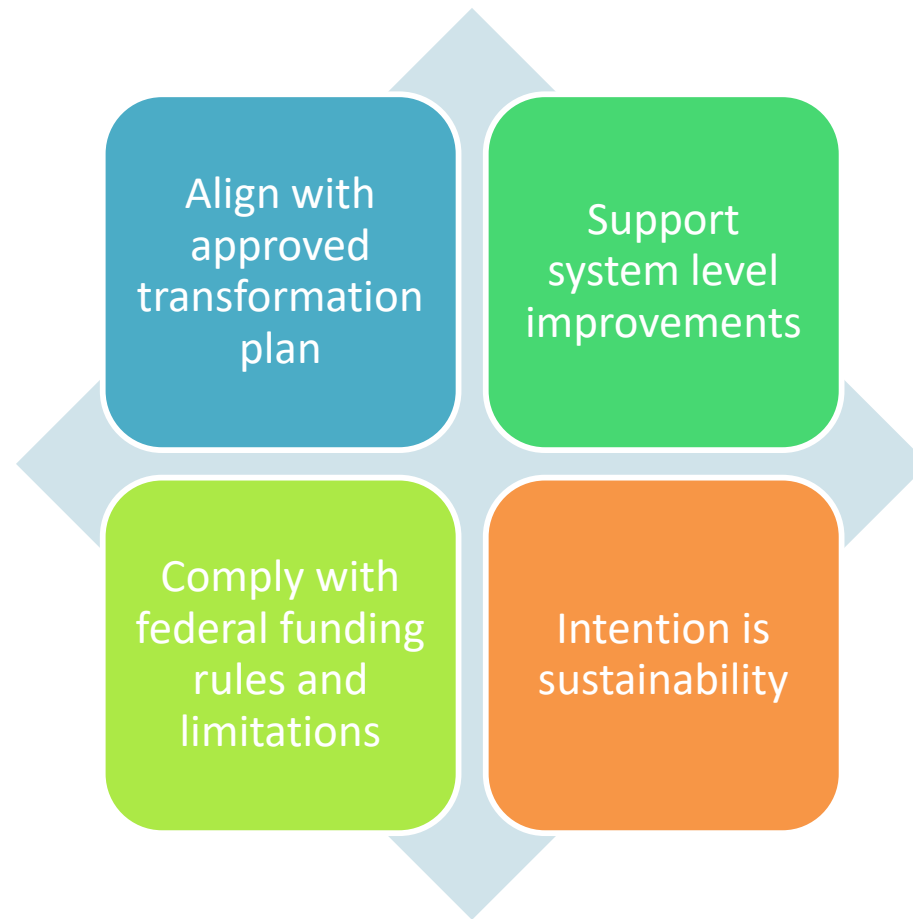 Align with
approved
transformation
plan
Support
system level
improvements
Comply with
federal funding
rules and
limitations
Intention is
sustainability